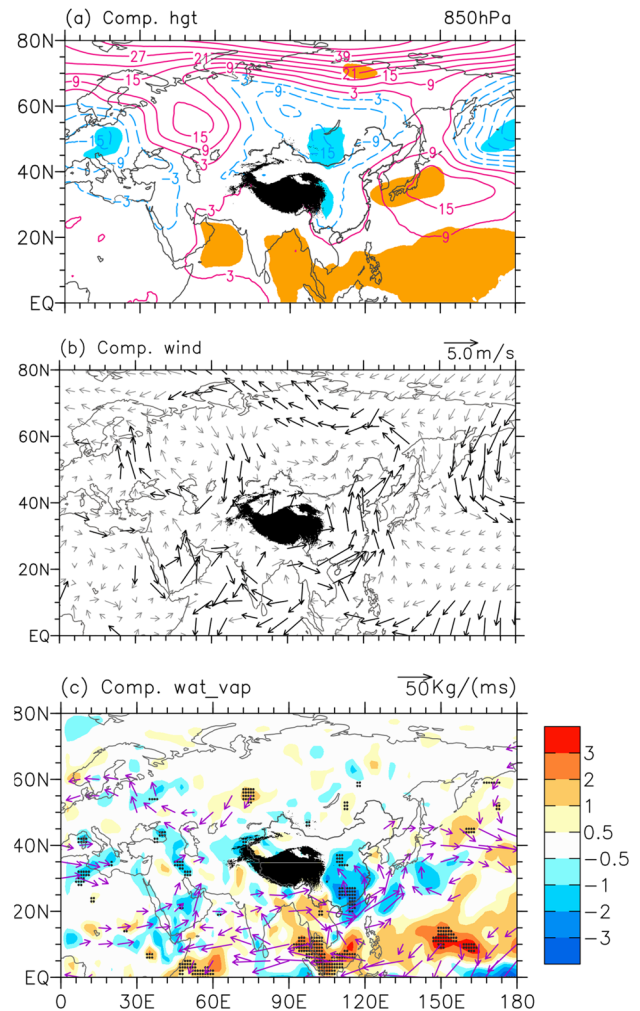 (a) Comp. hgt 850hPa
80N
27 21 39
9 15 21 15 9
3 9 3 3
60N
15 15 9
9 9 -15
3
40N
3 3 9
3 15
20N 9
3 3
EQ
(b) Comp. wind 5.0m/s
80N
60N
40N
20N
EQ
(c) Comp. wat_vap 50Kg/(ms)
80N
60N
40N
20N
EQ
0 30E 60E 90E 120E 150E 180
3
2
1
0.5
−0.5
−1
−2
−3